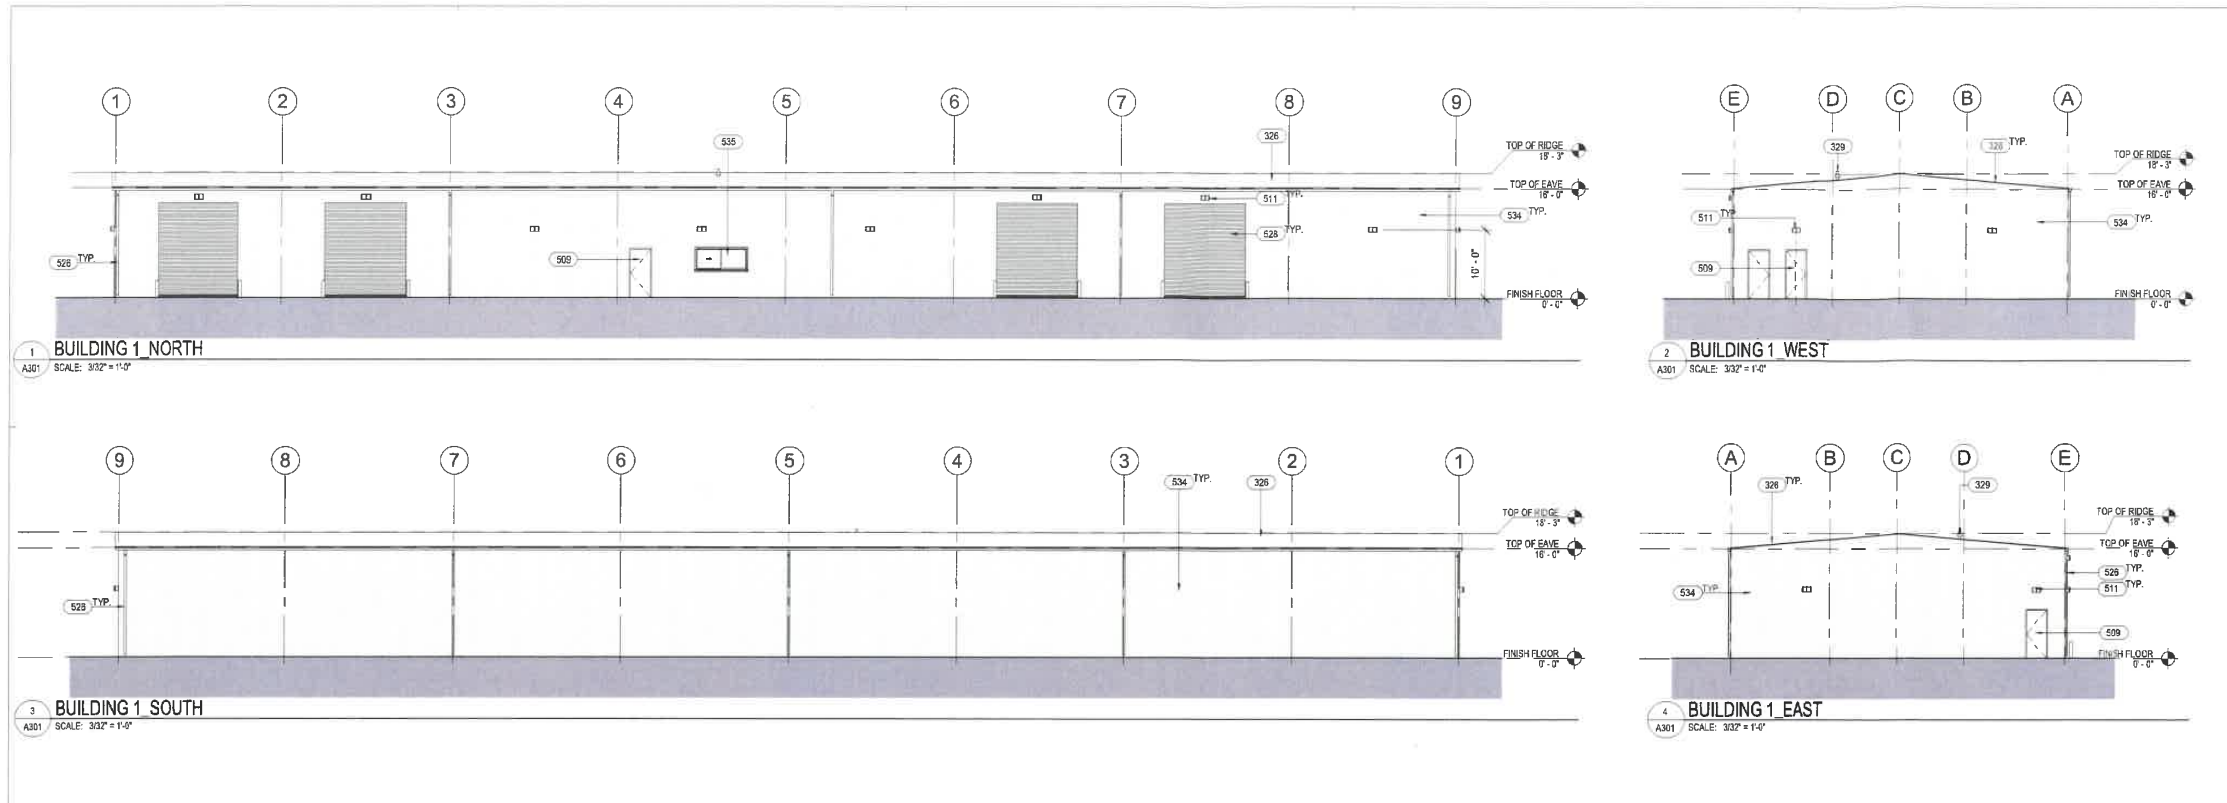 1 2 3 4 5 6 7 8 9
535
326
TOP OF RIDGE
18' - 3"
TOP OF EAVE
16' - 0"
511 TYP.
534 TYP.
528 TYP.
526 TYP.
509
10' - 0"
FINISH FLOOR
0' - 0"
1
A301
BUILDING 1_NORTH
SCALE: 3/32" = 1'-0"
E D C B A
329
326 TYP.
TOP OF RIDGE
18' - 3"
TOP OF EAVE
16' - 0"
511 TYP.
534 TYP.
509
FINISH FLOOR
0' - 0"
2
A301
BUILDING 1_WEST
SCALE: 3/32" = 1'-0"
9 8 7 6 5 4 3 2 1
534 TYP.
326
TOP OF RIDGE
18' - 3"
TOP OF EAVE
16' - 0"
526 TYP.
FINISH FLOOR
0' - 0"
3
A301
BUILDING 1_SOUTH
SCALE: 3/32" = 1'-0"
A B C D E
326 TYP.
329
TOP OF RIDGE
18' - 3"
TOP OF EAVE
16' - 0"
526 TYP.
511 TYP.
534 TYP.
509
FINISH FLOOR
0' - 0"
4
A301
BUILDING 1_EAST
SCALE: 3/32" = 1'-0"